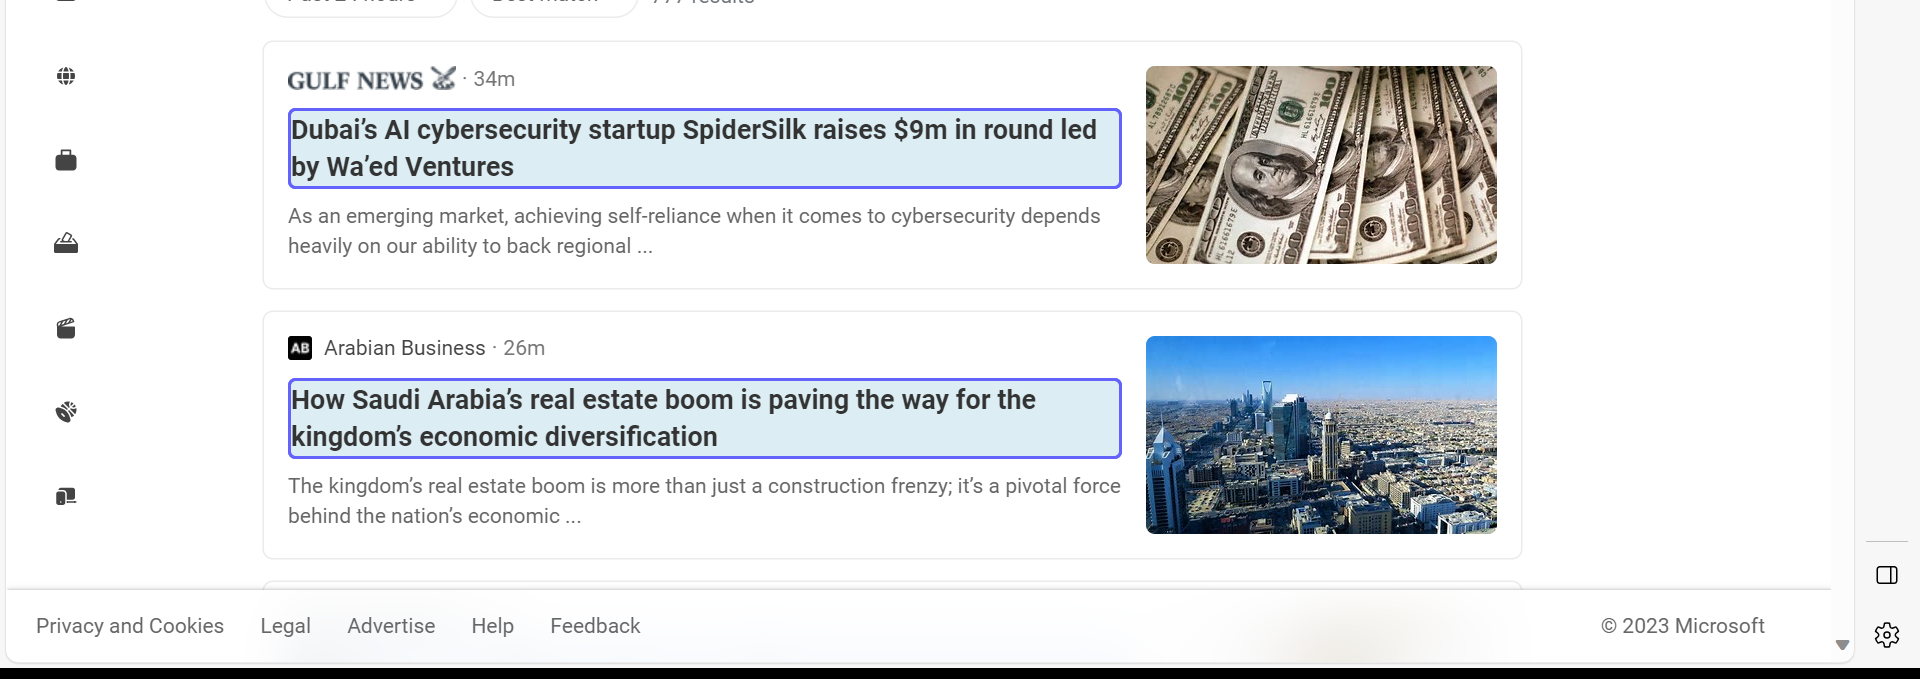 GULF NEWS · 34m
Dubai’s AI cybersecurity startup SpiderSilk raises $9m in round led
by Wa’ed Ventures
As an emerging market, achieving self-reliance when it comes to cybersecurity depends
heavily on our ability to back regional ...
AB Arabian Business · 26m
How Saudi Arabia’s real estate boom is paving the way for the
kingdom’s economic diversification
The kingdom’s real estate boom is more than just a construction frenzy; it’s a pivotal force
behind the nation’s economic ...
Privacy and Cookies Legal Advertise Help Feedback © 2023 Microsoft